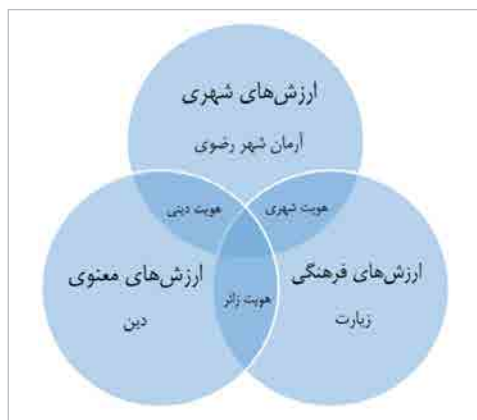 ارزش‌های شهری
آرمان شهر رضوی
هویت شهری
هویت دینی
ارزش‌های فرهنگی
زیارت
هویت زائر
ارزش‌های معنوی
دین